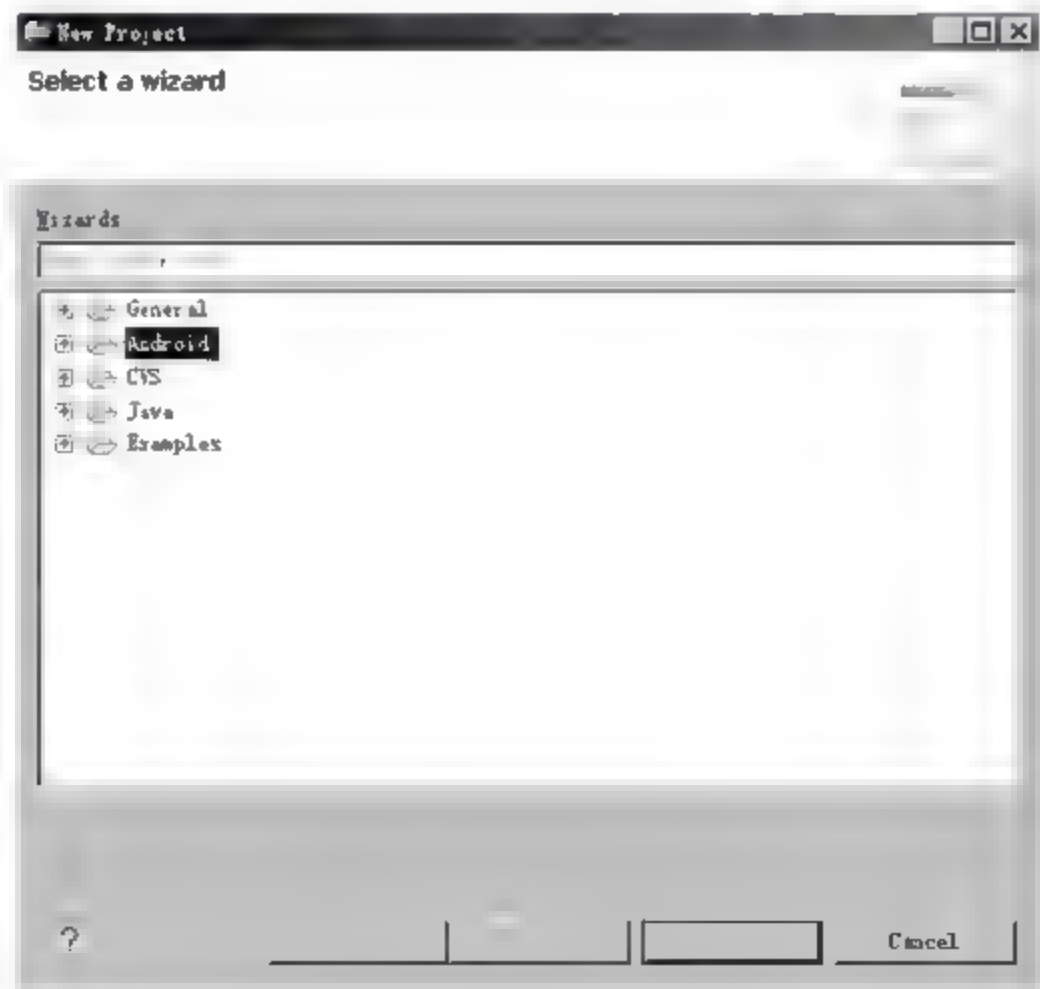 New Project
Select a wizard
Wizards
General
Android
CVS
Java
Examples
?
Cancel